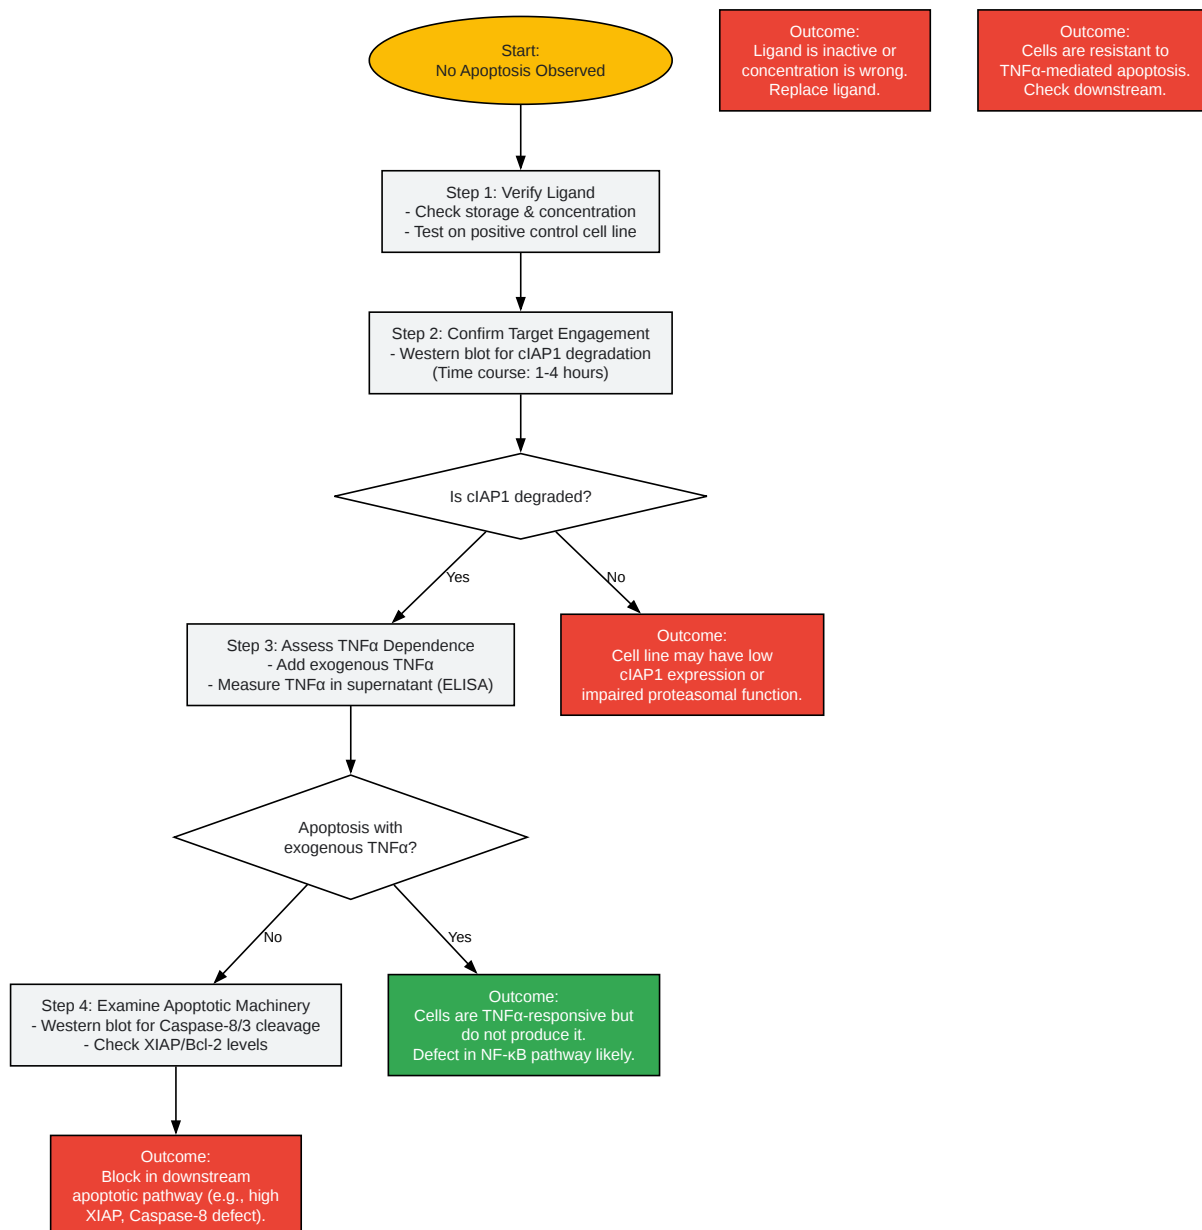 Start:
No Apoptosis Observed
Outcome:
Ligand is inactive or
concentration is wrong.
Replace ligand.
Outcome:
Cells are resistant to
TNFα-mediated apoptosis.
Check downstream.
Step 1: Verify Ligand
- Check storage & concentration
- Test on positive control cell line
Step 2: Confirm Target Engagement
- Western blot for cIAP1 degradation
(Time course: 1-4 hours)
Is cIAP1 degraded?
Yes
No
Step 3: Assess TNFα Dependence
- Add exogenous TNFα
- Measure TNFα in supernatant (ELISA)
Outcome:
Cell line may have low
cIAP1 expression or
impaired proteasomal function.
Apoptosis with
exogenous TNFα?
No
Yes
Step 4: Examine Apoptotic Machinery
- Western blot for Caspase-8/3 cleavage
- Check XIAP/Bcl-2 levels
Outcome:
Cells are TNFα-responsive but
do not produce it.
Defect in NF-κB pathway likely.
Outcome:
Block in downstream
apoptotic pathway (e.g., high
XIAP, Caspase-8 defect).